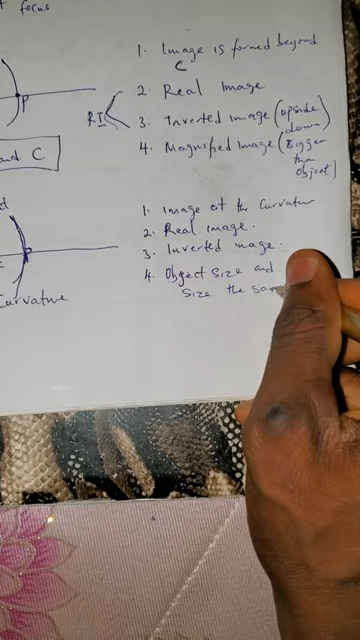 focus
1. Image is formed beyond
C
2. Real Image
P
RI
3. Inverted image (upside
down)
4. Magnified image (Bigger
than
object)
and C
1. Image at the Curvature
2. Real image.
3. Inverted image.
P
4. Object size and
Size the sam
Curvature.